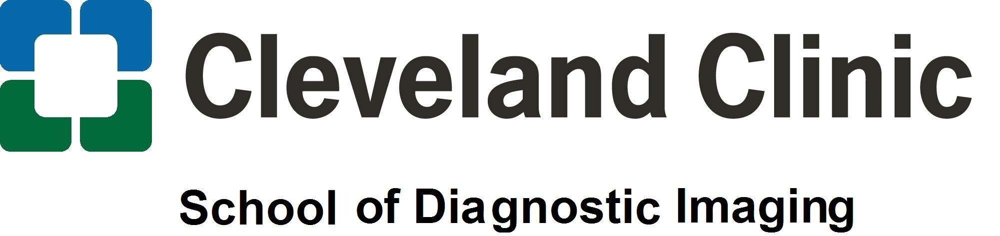 Cleveland Clinic
School of Diagnostic Imaging